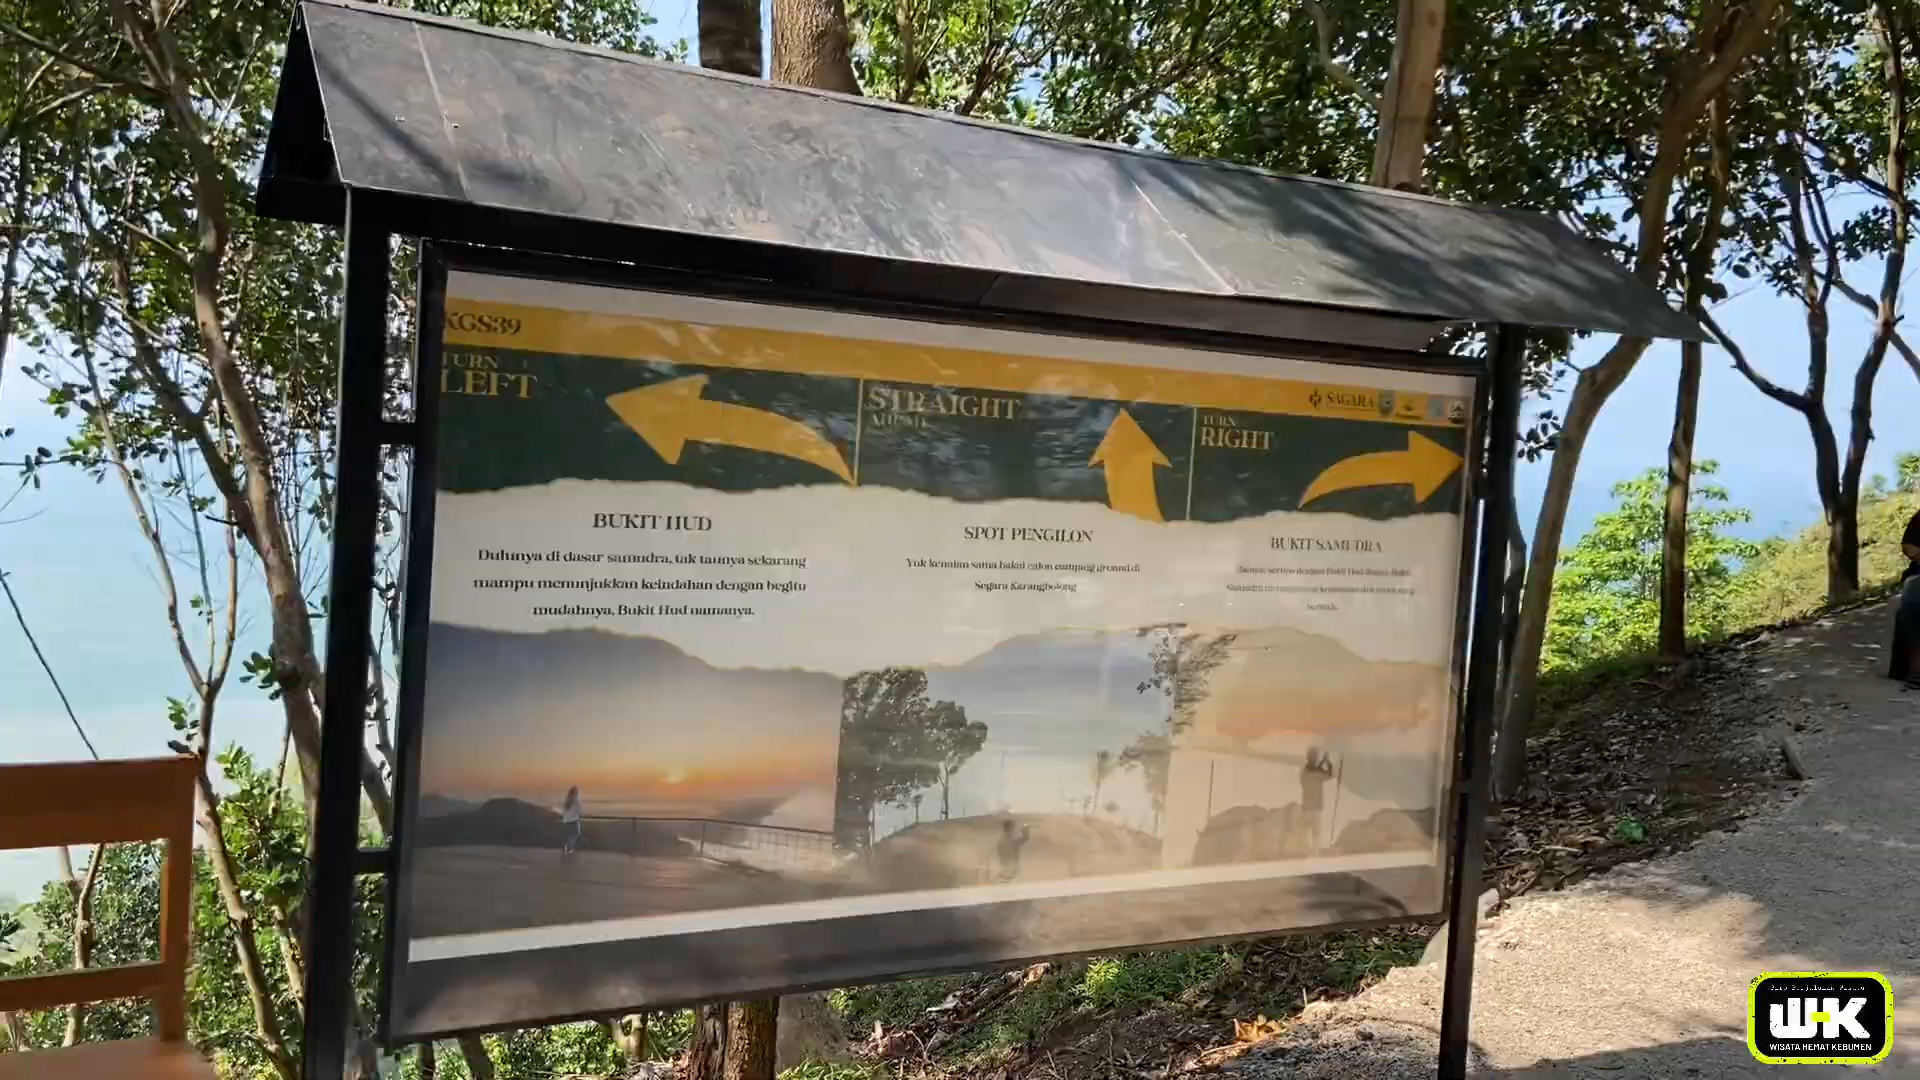 KGS39
TURN
LEFT
STRAIGHT
AHEAD
TURN
RIGHT
SAGARA
BUKIT HUD
Dulunya di dasar samudra, tak taunya sekarang
mampu menunjukkan keindahan dengan begitu
mudahnya, Bukit Hud namanya.
SPOT PENGILON
Yuk kenalan sama bakal calon camping ground di
Segara Karangbolong
BUKIT SAMUDRA
WHK
WISATA HEMAT KEBUMEN